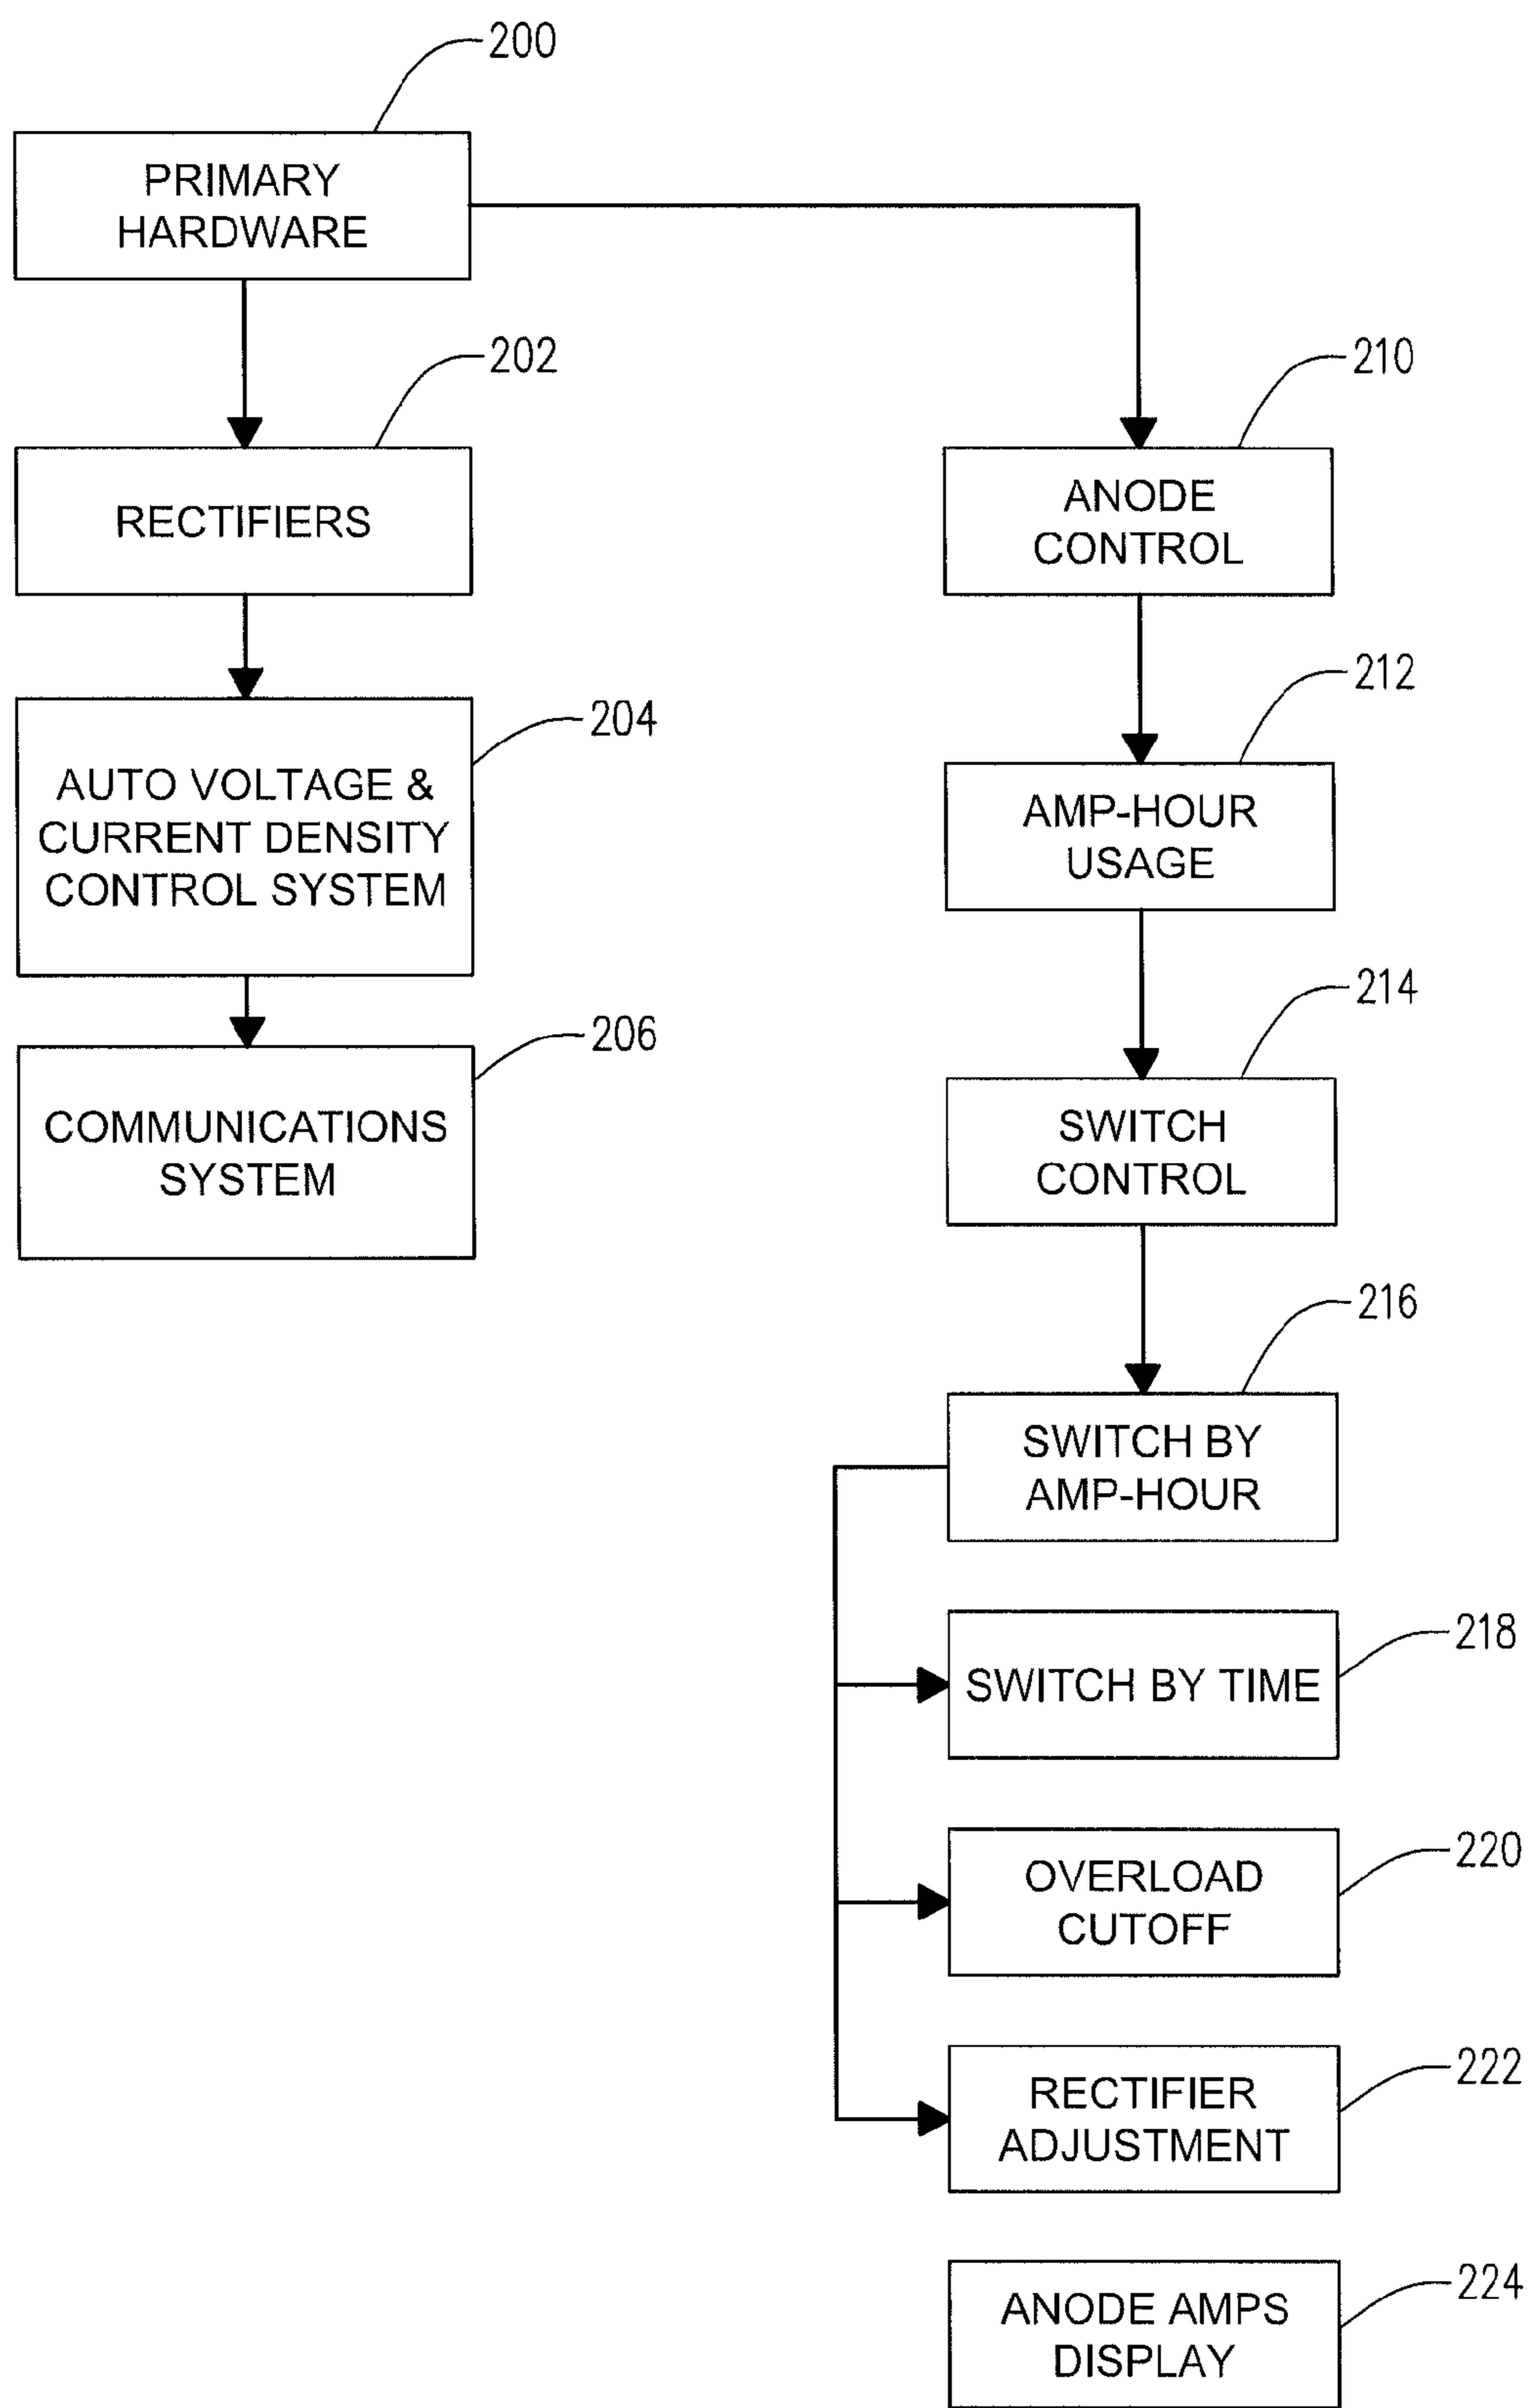 200
PRIMARY
HARDWARE
202
RECTIFIERS
204
AUTO VOLTAGE &
CURRENT DENSITY
CONTROL SYSTEM
206
COMMUNICATIONS
SYSTEM
210
ANODE
CONTROL
212
AMP-HOUR
USAGE
214
SWITCH
CONTROL
216
SWITCH BY
AMP-HOUR
218
SWITCH BY TIME
220
OVERLOAD
CUTOFF
222
RECTIFIER
ADJUSTMENT
224
ANODE AMPS
DISPLAY